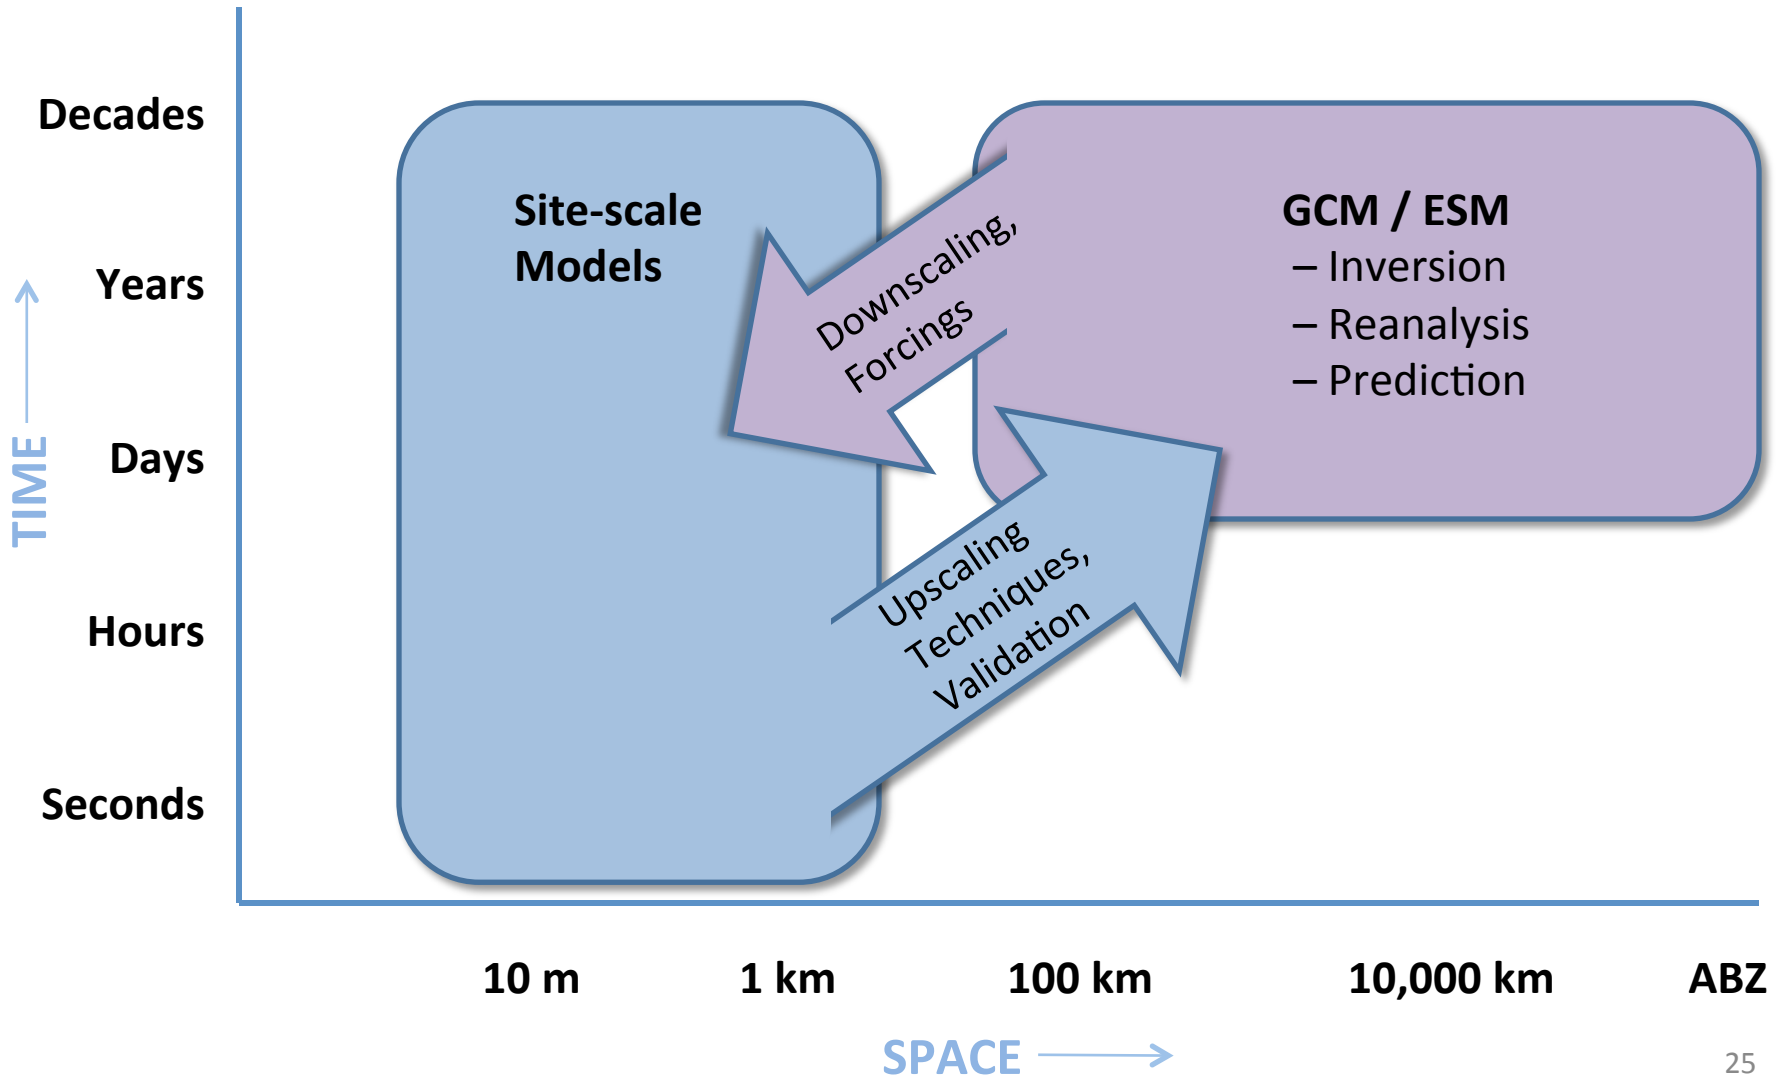 Decades
Years
Days
Hours
Seconds
TIME
Site-scale
Models
Downscaling,
Forcings
GCM / ESM
– Inversion
– Reanalysis
– Prediction
Upscaling
Techniques,
Validation
10 m
1 km
100 km
10,000 km
ABZ
SPACE
25